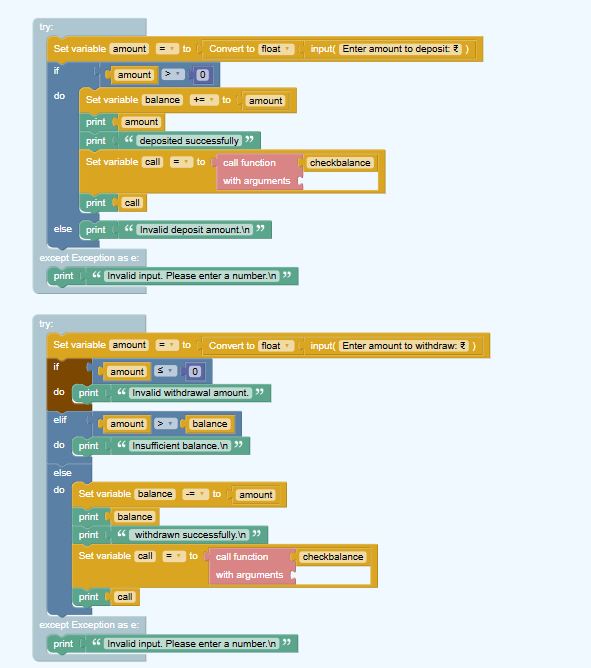 try:
Set variable amount = to Convert to float input( Enter amount to deposit: ₹ )
if amount > 0
do Set variable balance += to amount
print amount
print “ deposited successfully ”
Set variable call = to call function checkbalance
with arguments
print call
else print “ Invalid deposit amount.\n ”
except Exception as e:
print “ Invalid input. Please enter a number.\n ”
try:
Set variable amount = to Convert to float input( Enter amount to withdraw: ₹ )
if amount ≤ 0
do print “ Invalid withdrawal amount. ”
elif amount > balance
do print “ Insufficient balance.\n ”
else
do Set variable balance -= to amount
print balance
print “ withdrawn successfully.\n ”
Set variable call = to call function checkbalance
with arguments
print call
except Exception as e:
print “ Invalid input. Please enter a number.\n ”